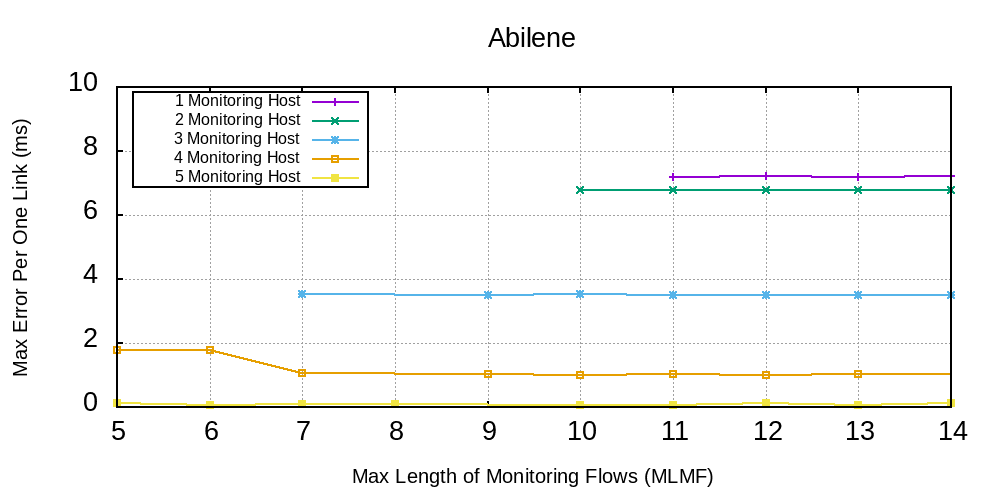 Abilene
Max Error Per One Link (ms)
10
8
6
4
2
0
1 Monitoring Host
2 Monitoring Host
3 Monitoring Host
4 Monitoring Host
5 Monitoring Host
5 6 7 8 9 10 11 12 13 14
Max Length of Monitoring Flows (MLMF)